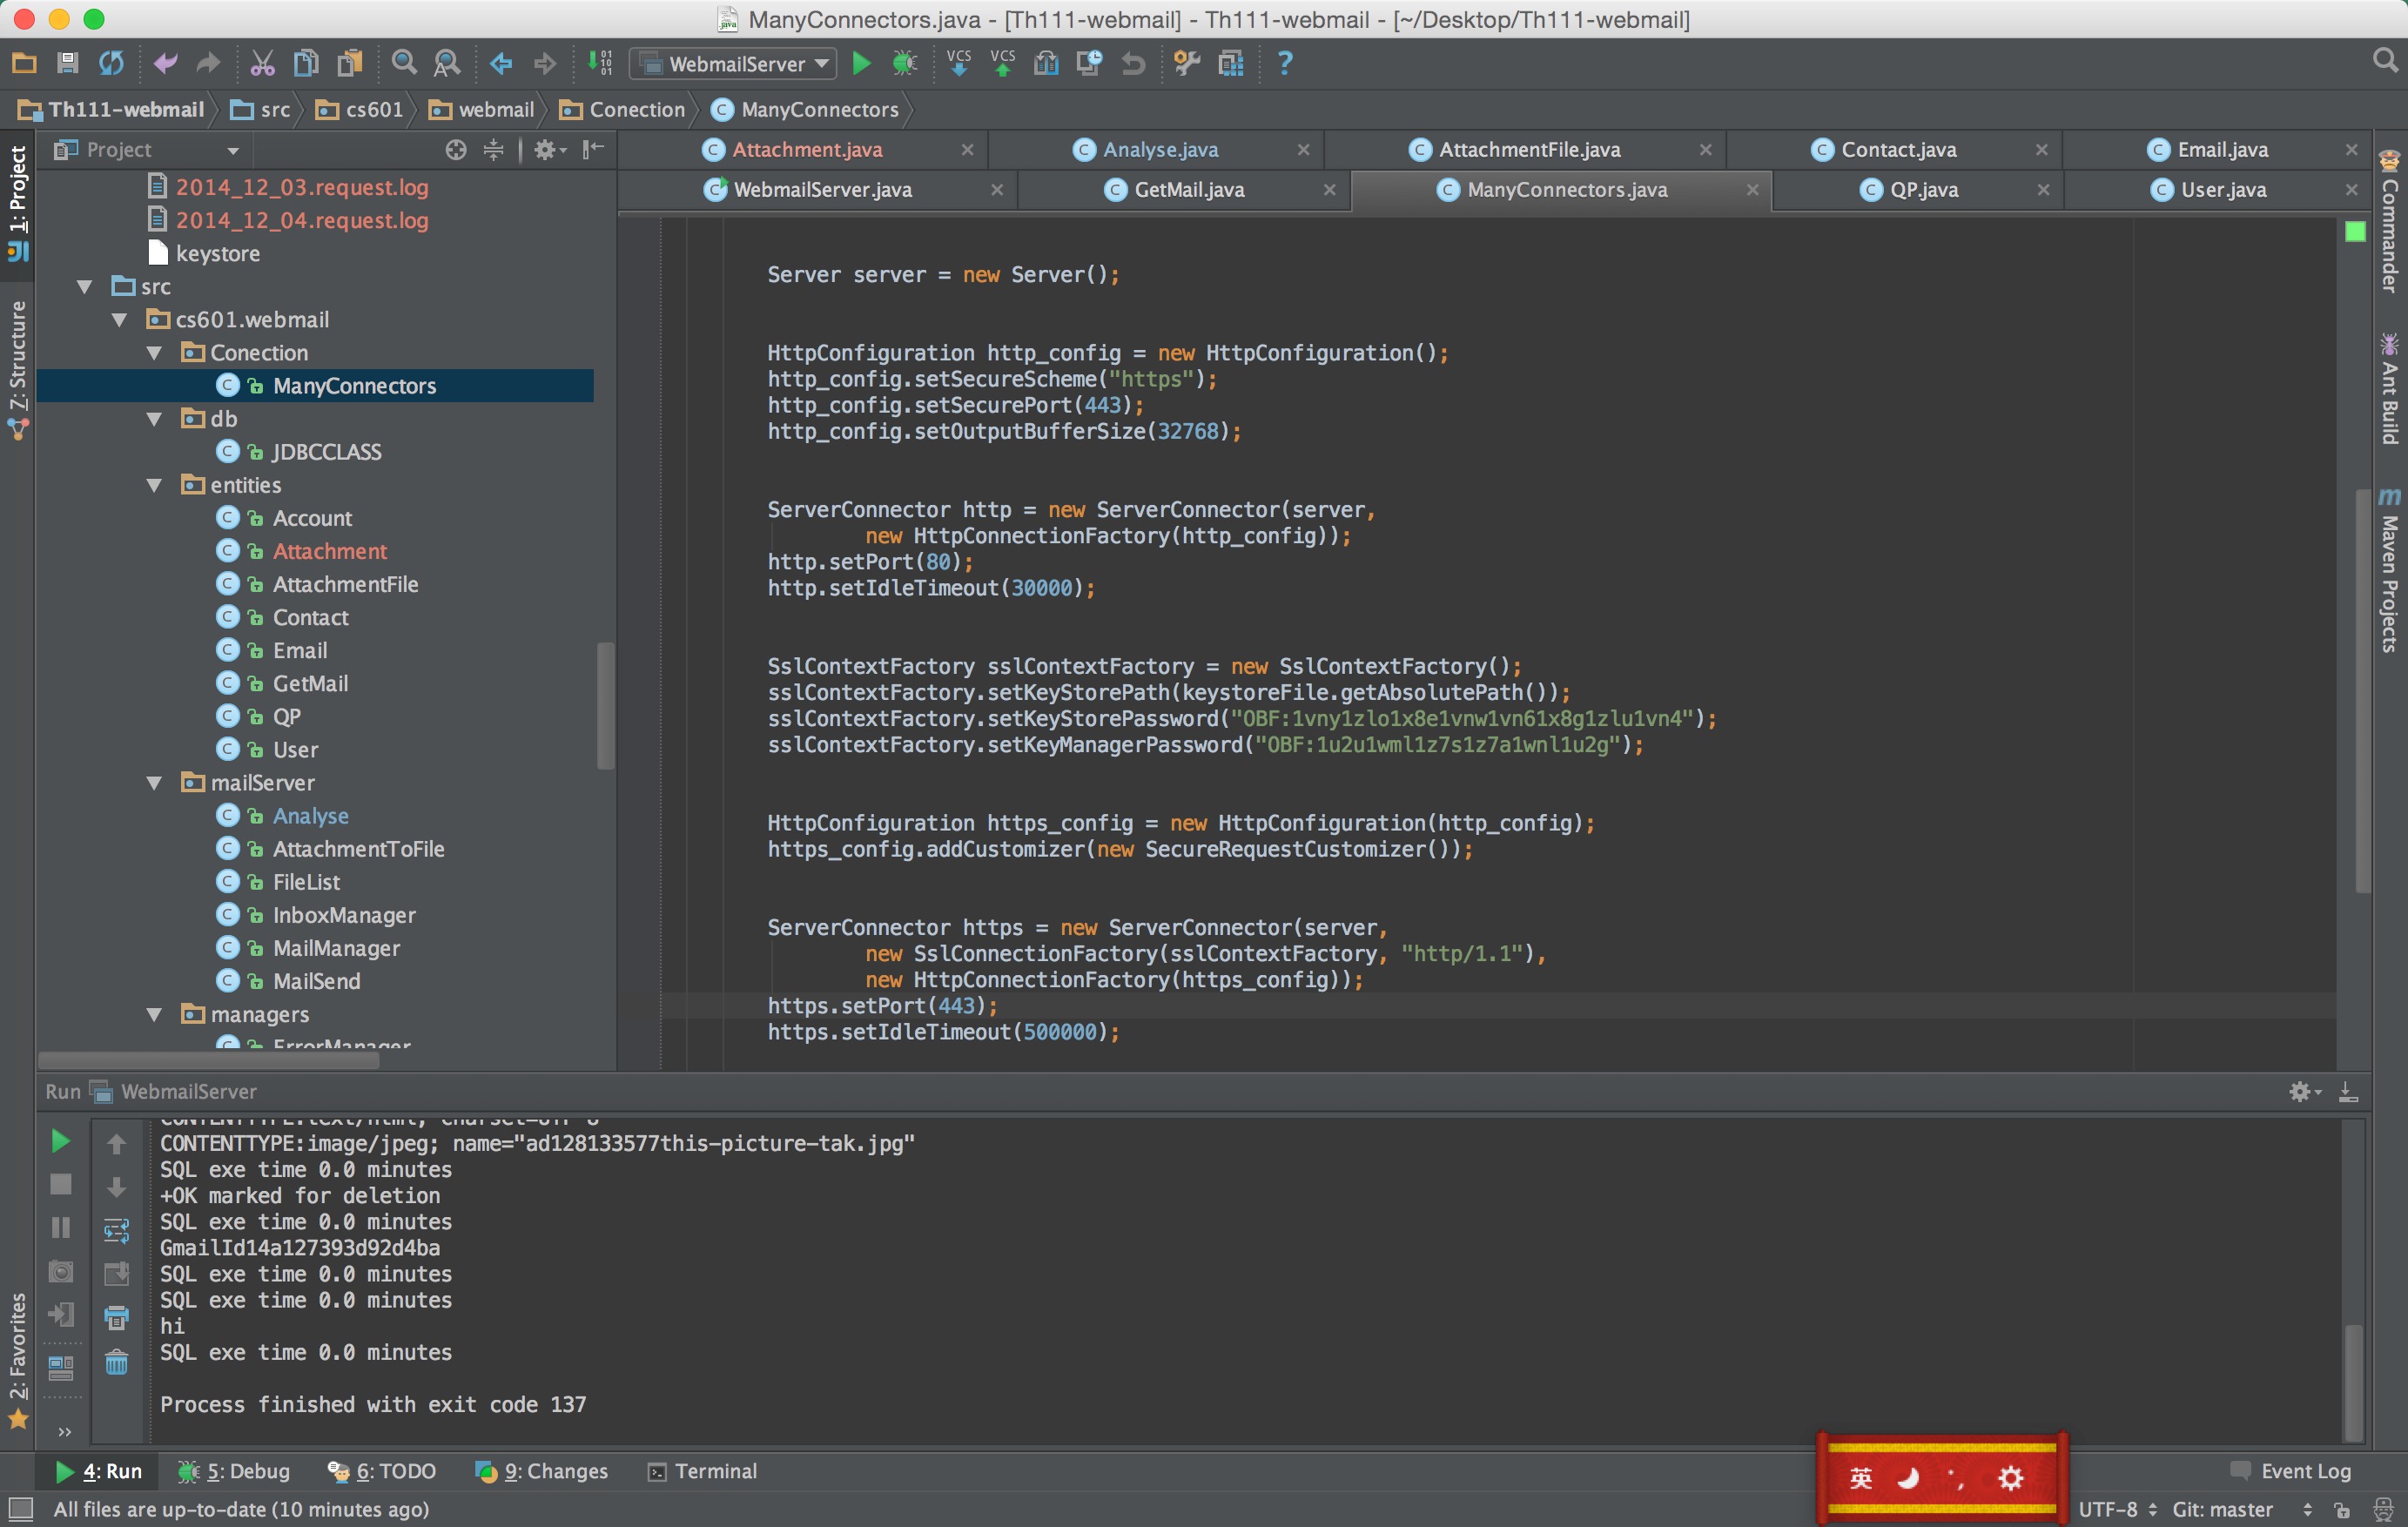 ManyConnectors.java - [Th111-webmail] - Th111-webmail - [~/Desktop/Th111-webmail]
WebmailServer
VCS VCS
Th111-webmail src cs601 webmail Conection ManyConnectors
1: Project
Z: Structure
2: Favorites
Project
2014_12_03.request.log
2014_12_04.request.log
keystore
src
cs601.webmail
Conection
ManyConnectors
db
JDBCCLASS
entities
Account
Attachment
AttachmentFile
Contact
Email
GetMail
QP
User
mailServer
Analyse
AttachmentToFile
FileList
InboxManager
MailManager
MailSend
managers
ErrorManager
Attachment.java Analyse.java AttachmentFile.java Contact.java Email.java
WebmailServer.java GetMail.java ManyConnectors.java QP.java User.java
Server server = new Server();
HttpConfiguration http_config = new HttpConfiguration();
http_config.setSecureScheme("https");
http_config.setSecurePort(443);
http_config.setOutputBufferSize(32768);
ServerConnector http = new ServerConnector(server,
new HttpConnectionFactory(http_config));
http.setPort(80);
http.setIdleTimeout(30000);
SslContextFactory sslContextFactory = new SslContextFactory();
sslContextFactory.setKeyStorePath(keystoreFile.getAbsolutePath());
sslContextFactory.setKeyStorePassword("OBF:1vny1zlo1x8e1vnw1vn61x8g1zlu1vn4");
sslContextFactory.setKeyManagerPassword("OBF:1u2u1wml1z7s1z7a1wnl1u2g");
HttpConfiguration https_config = new HttpConfiguration(http_config);
https_config.addCustomizer(new SecureRequestCustomizer());
ServerConnector https = new ServerConnector(server,
new SslConnectionFactory(sslContextFactory, "http/1.1"),
new HttpConnectionFactory(https_config));
https.setPort(443);
https.setIdleTimeout(500000);
Commander
Ant Build
Maven Projects
Run WebmailServer
CONTENTTYPE:text/html; charset=UTF-8
CONTENTTYPE:image/jpeg; name="ad128133577this-picture-tak.jpg"
SQL exe time 0.0 minutes
+OK marked for deletion
SQL exe time 0.0 minutes
GmailId14a127393d92d4ba
SQL exe time 0.0 minutes
SQL exe time 0.0 minutes
hi
SQL exe time 0.0 minutes
Process finished with exit code 137
4: Run 5: Debug 6: TODO 9: Changes Terminal Event Log
英
All files are up-to-date (10 minutes ago) UTF-8 Git: master